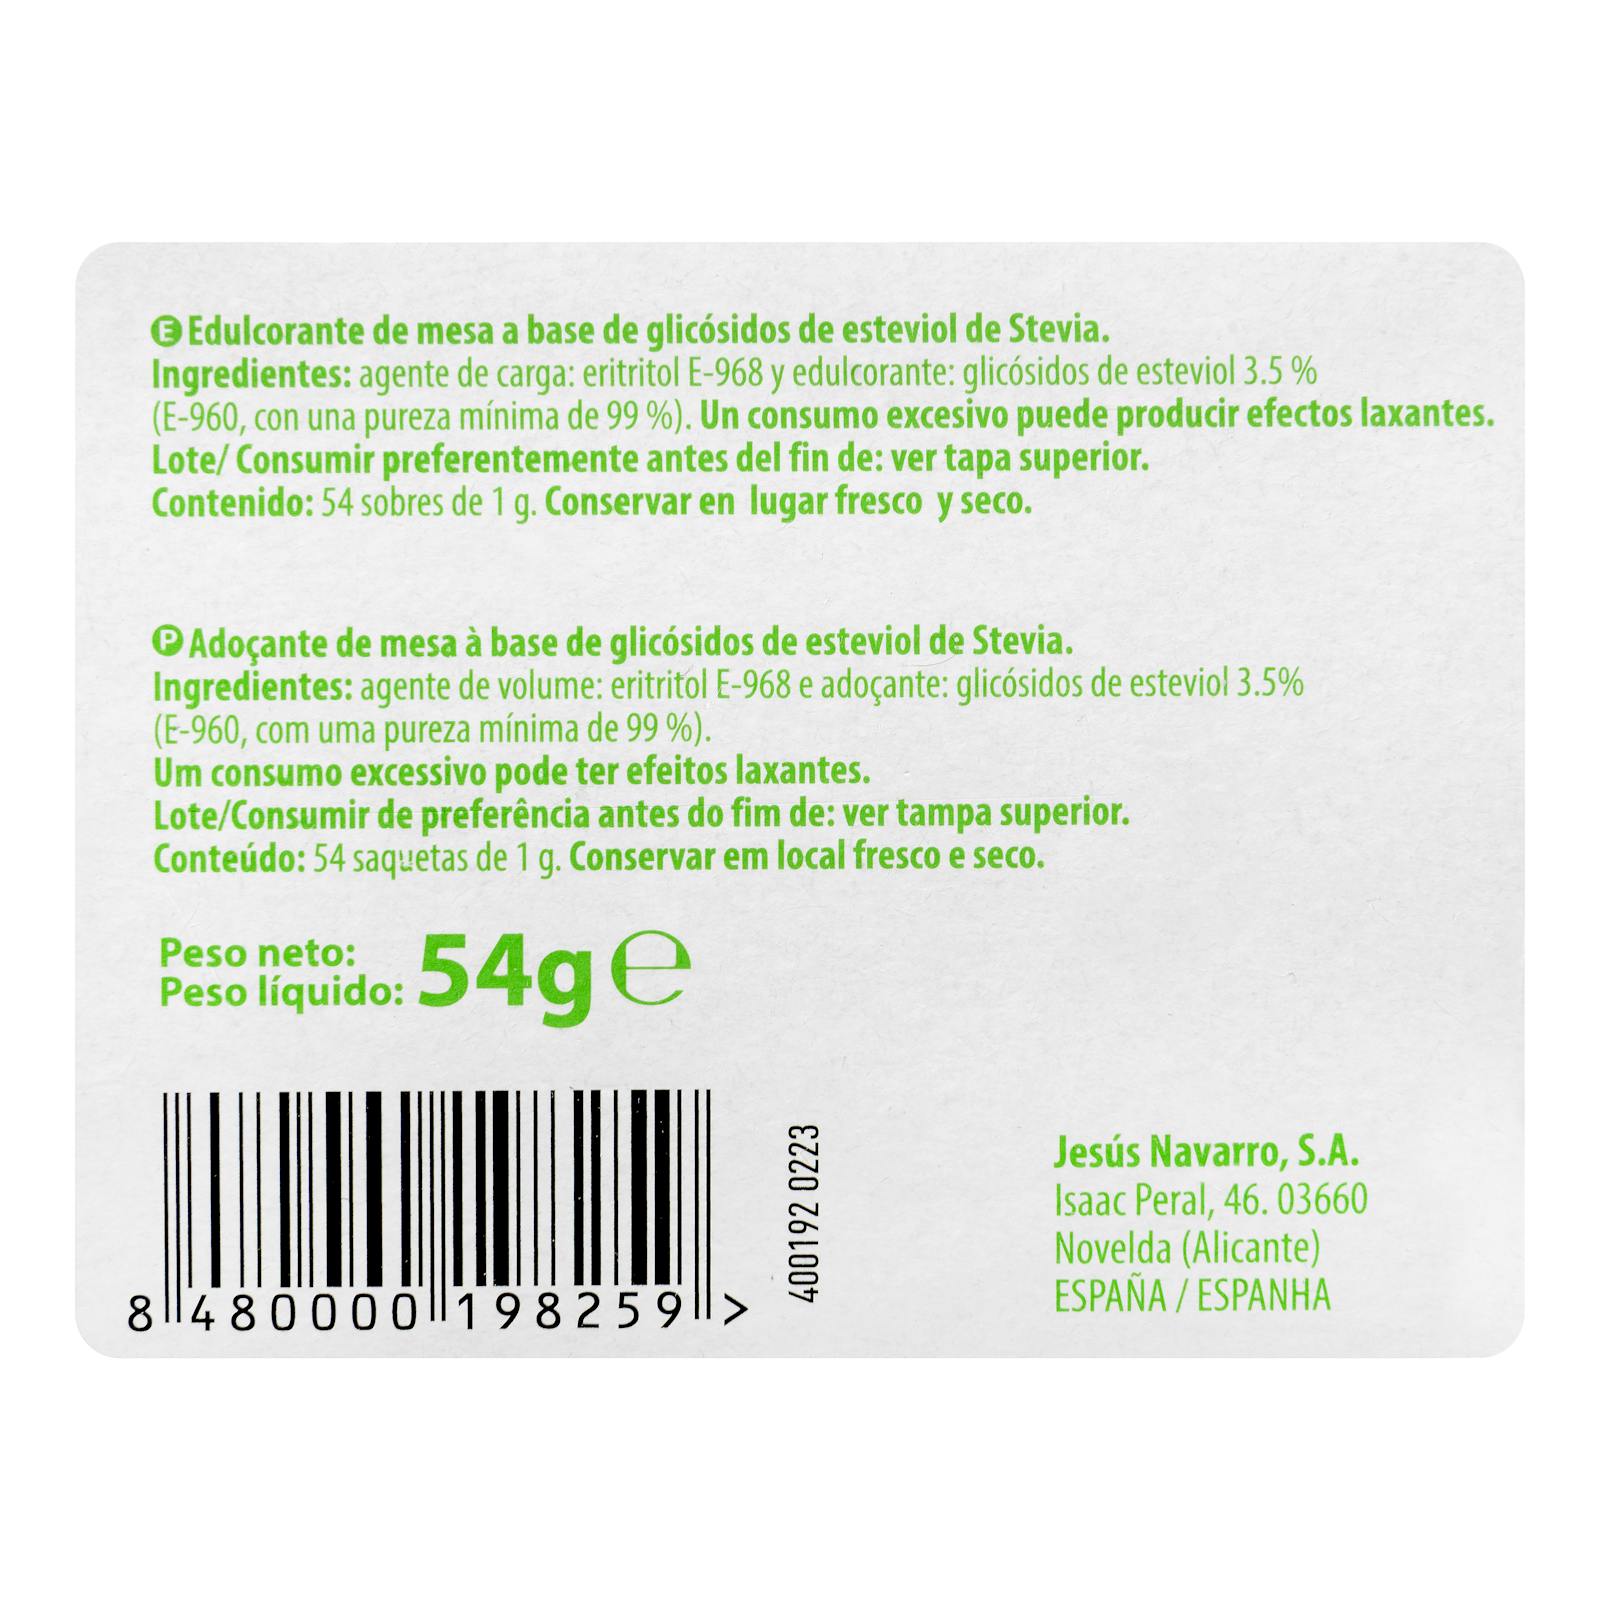 E Edulcorante de mesa a base de glicósidos de esteviol de Stevia.
Ingredientes: agente de carga: eritritol E-968 y edulcorante: glicósidos de esteviol 3.5 %
(E-960, con una pureza mínima de 99 %). Un consumo excesivo puede producir efectos laxantes.
Lote/ Consumir preferentemente antes del fin de: ver tapa superior.
Contenido: 54 sobres de 1 g. Conservar en lugar fresco y seco.
P Adoçante de mesa à base de glicósidos de esteviol de Stevia.
Ingredientes: agente de volume: eritritol E-968 e adoçante: glicósidos de esteviol 3.5%
(E-960, com uma pureza mínima de 99 %).
Um consumo excessivo pode ter efeitos laxantes.
Lote/Consumir de preferência antes do fim de: ver tampa superior.
Conteúdo: 54 saquetas de 1 g. Conservar em local fresco e seco.
Peso neto:
Peso líquido: 54g e
8 480000 198259 >
400192 0223
Jesús Navarro, S.A.
Isaac Peral, 46. 03660
Novelda (Alicante)
ESPAÑA / ESPANHA